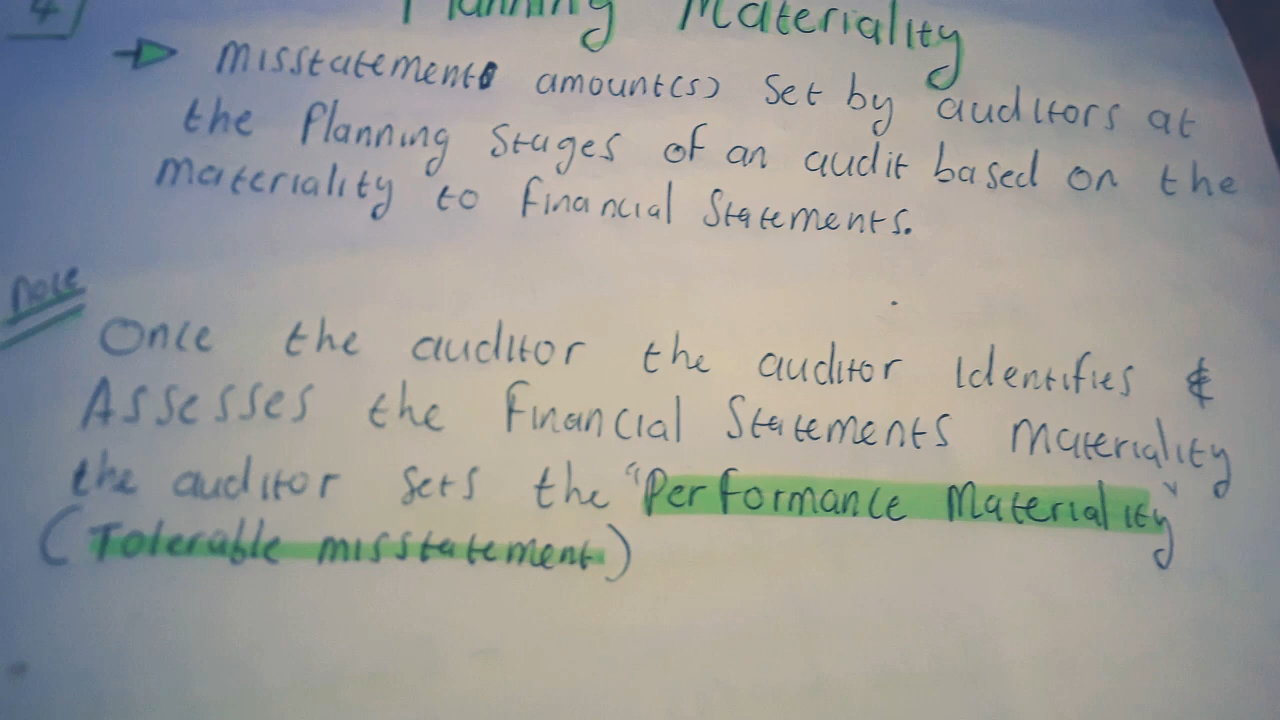 4 Planning Materiality
misstatement amount(s) set by auditors at
the Planning Stages of an audit based on the
materiality to financial statements.
Note
Once the auditor the auditor identifies &
Assesses the financial statements materiality
the auditor sets the "Performance Materiality"
(Tolerable misstatement)